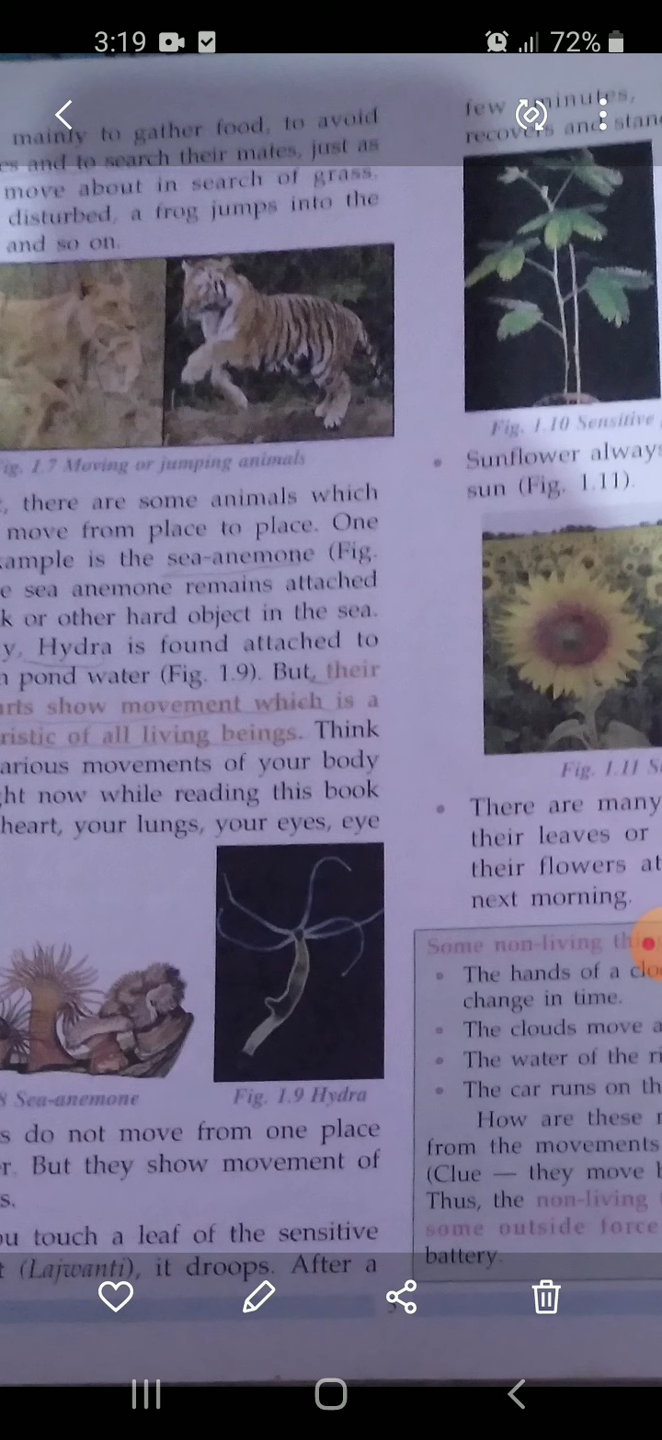 3:19
72%
mainly to gather food, to avoid
es and to search their mates, just as
move about in search of grass.
disturbed, a frog jumps into the
and so on.
ig. 1.7 Moving or jumping animals
, there are some animals which
move from place to place. One
ample is the sea-anemone (Fig.
e sea anemone remains attached
k or other hard object in the sea.
y, Hydra is found attached to
n pond water (Fig. 1.9). But, their
arts show movement which is a
ristic of all living beings. Think
arious movements of your body
ght now while reading this book
heart, your lungs, your eyes, eye
8 Sea-anemone
Fig. 1.9 Hydra
s do not move from one place
r. But they show movement of
s.
ou touch a leaf of the sensitive
t (Lajwanti), it droops. After a
few minutes,
recovers and stan
Fig. 1.10 Sensitive
• Sunflower always
sun (Fig. 1.11).
Fig. 1.11 S
• There are many
their leaves or
their flowers at
next morning.
Some non-living th
• The hands of a clo
change in time.
• The clouds move a
• The water of the ri
• The car runs on th
How are these
from the movements
(Clue — they move b
Thus, the non-living
some outside force
battery.